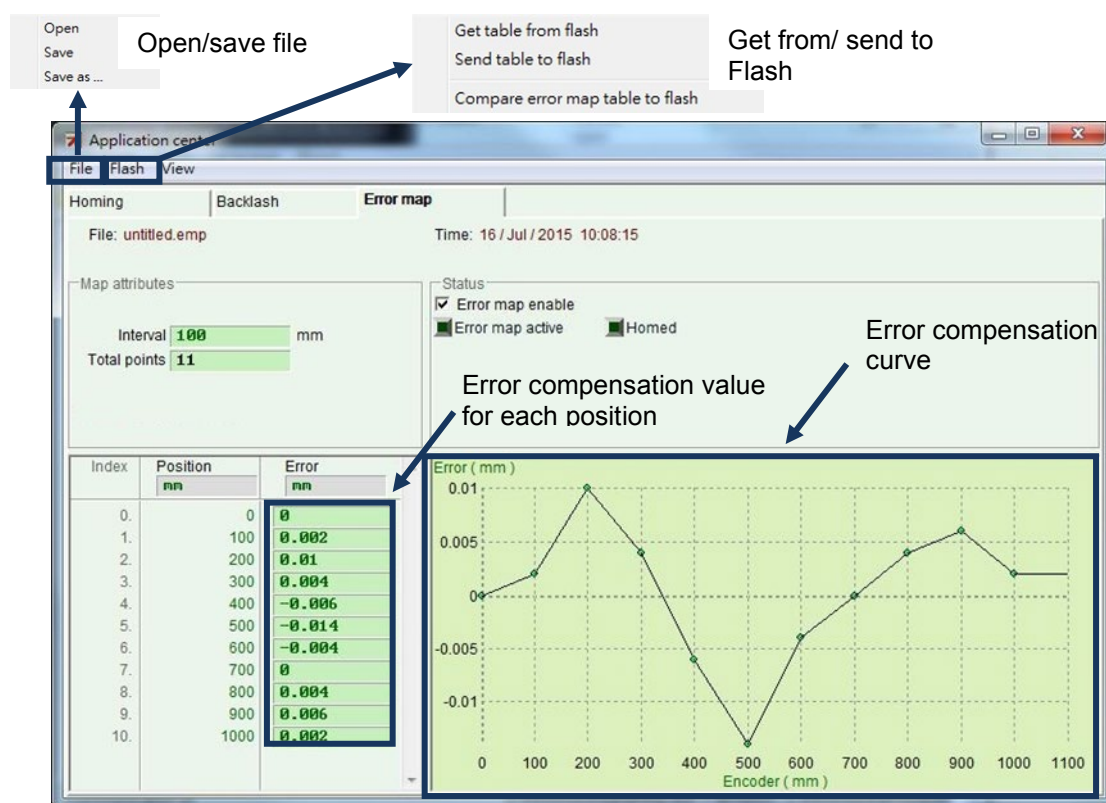 Open
Save
Save as ...
Open/save file
Get table from flash
Send table to flash
Compare error map table to flash
Get from/ send to
Flash
Application center
File Flash View
Homing Backlash Error map
File: untitled.emp Time: 16 / Jul / 2015 10:08:15
Map attributes
Interval 100 mm
Total points 11
Status
Error map enable
Error map active Homed
Error compensation value
for each position
Error compensation
curve
Index Position Error
mm mm
0. 0 0
1. 100 0.002
2. 200 0.01
3. 300 0.004
4. 400 -0.006
5. 500 -0.014
6. 600 -0.004
7. 700 0
8. 800 0.004
9. 900 0.006
10. 1000 0.002
Error ( mm )
0.01
0.005
0
-0.005
-0.01
0 100 200 300 400 500 600 700 800 900 1000 1100
Encoder ( mm )